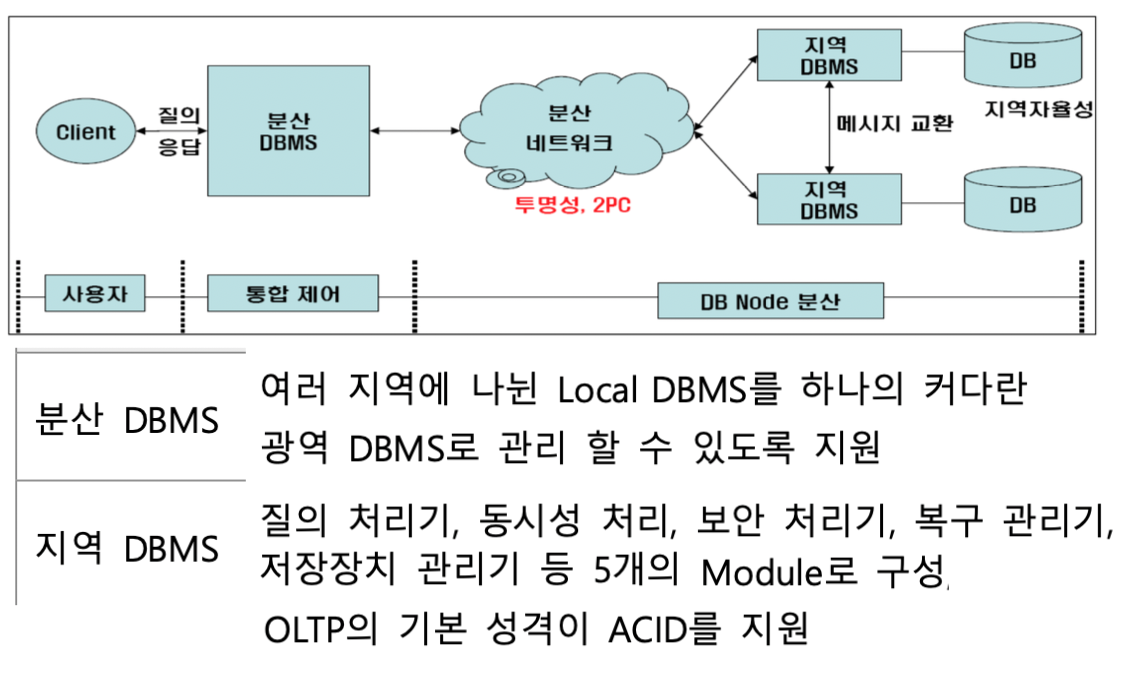 Client
질의
응답
분산
DBMS
분산
네트워크
투명성, 2PC
지역
DBMS
DB
지역자율성
메시지 교환
지역
DBMS
DB
사용자
통합 제어
DB Node 분산
분산 DBMS
여러 지역에 나뉜 Local DBMS를 하나의 커다란
광역 DBMS로 관리 할 수 있도록 지원
지역 DBMS
질의 처리기, 동시성 처리, 보안 처리기, 복구 관리기,
저장장치 관리기 등 5개의 Module로 구성,
OLTP의 기본 성격이 ACID를 지원